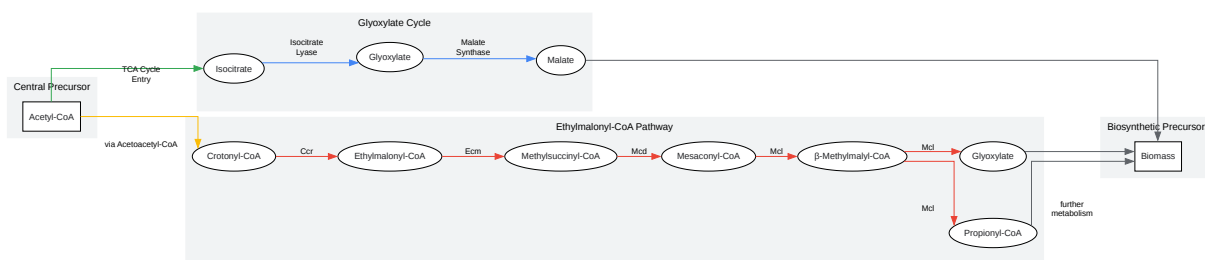 Glyoxylate Cycle
Isocitrate
Lyase
Malate
Synthase
Glyoxylate
Malate
Isocitrate
TCA Cycle
Entry
Central Precursor
Acetyl-CoA
via Acetoacetyl-CoA
Ethylmalonyl-CoA Pathway
Crotonyl-CoA
Ccr
Ethylmalonyl-CoA
Ecm
Methylsuccinyl-CoA
Mcd
Mesaconyl-CoA
Mcl
β-Methylmalyl-CoA
Mcl
Glyoxylate
Mcl
Propionyl-CoA
further
metabolism
Biosynthetic Precursor
Biomass